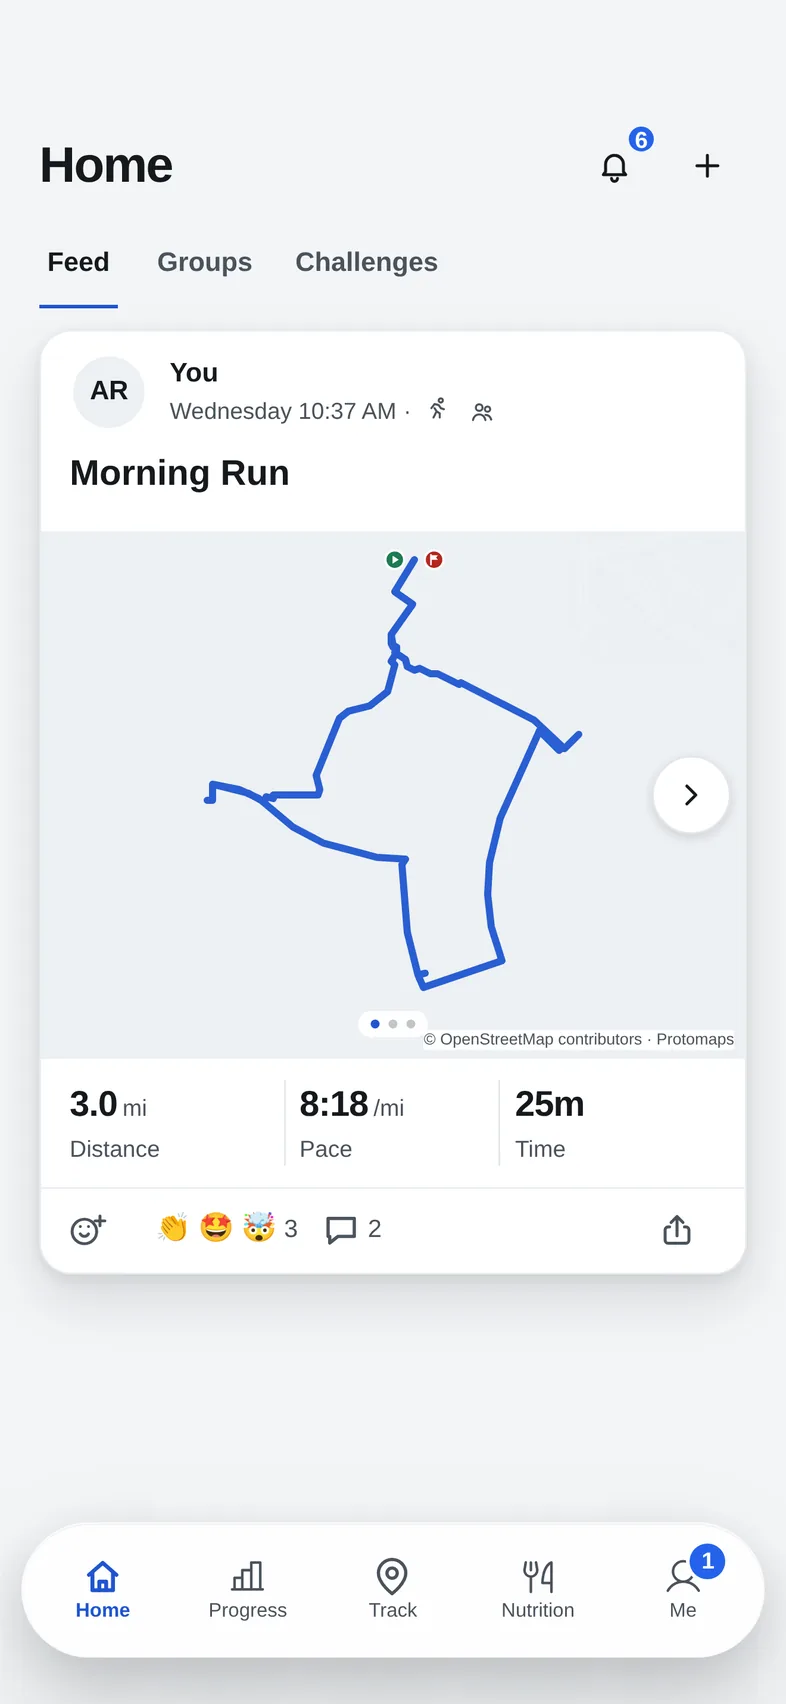 Home
6
Feed Groups Challenges
AR
You
Wednesday 10:37 AM ·
Morning Run
© OpenStreetMap contributors · Protomaps
3.0 mi 8:18 /mi 25m
Distance Pace Time
3 2
1
Home Progress Track Nutrition Me